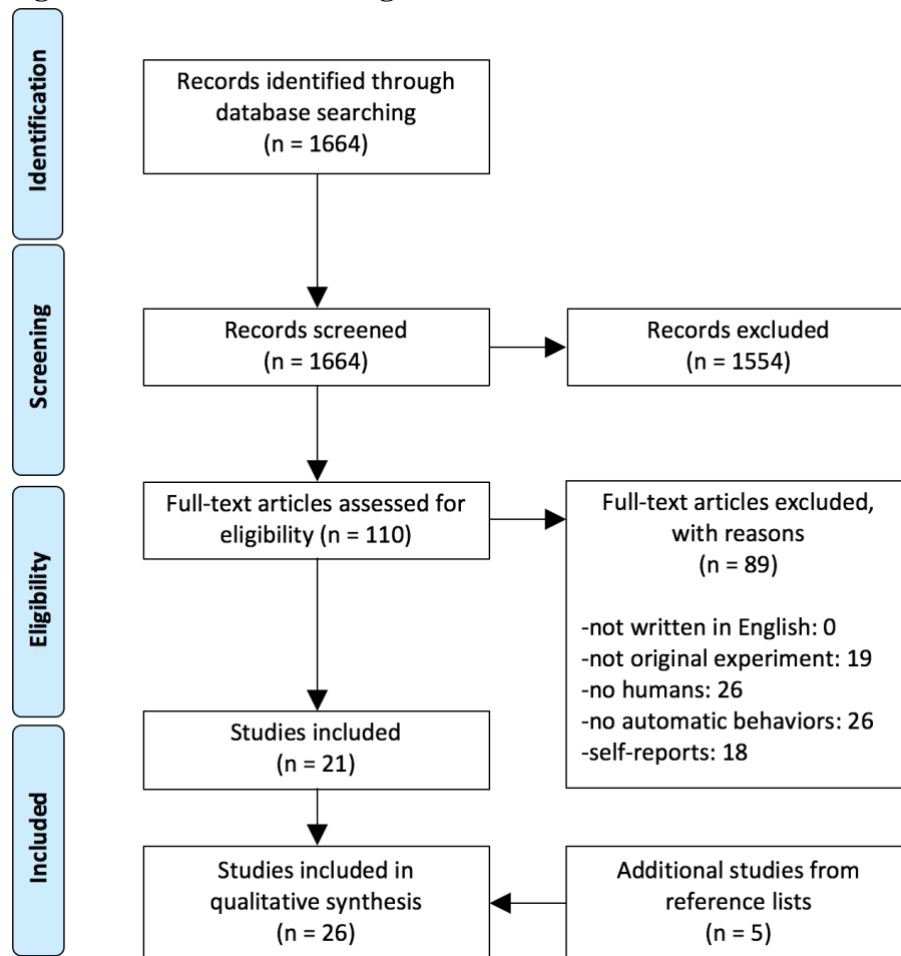 Identification
Records identified through
database searching
(n = 1664)
Screening
Records screened
(n = 1664)
Records excluded
(n = 1554)
Eligibility
Full-text articles assessed for
eligibility (n = 110)
Full-text articles excluded,
with reasons
(n = 89)
-not written in English: 0
-not original experiment: 19
-no humans: 26
-no automatic behaviors: 26
-self-reports: 18
Studies included
(n = 21)
Included
Studies included in
qualitative synthesis
(n = 26)
Additional studies from
reference lists
(n = 5)